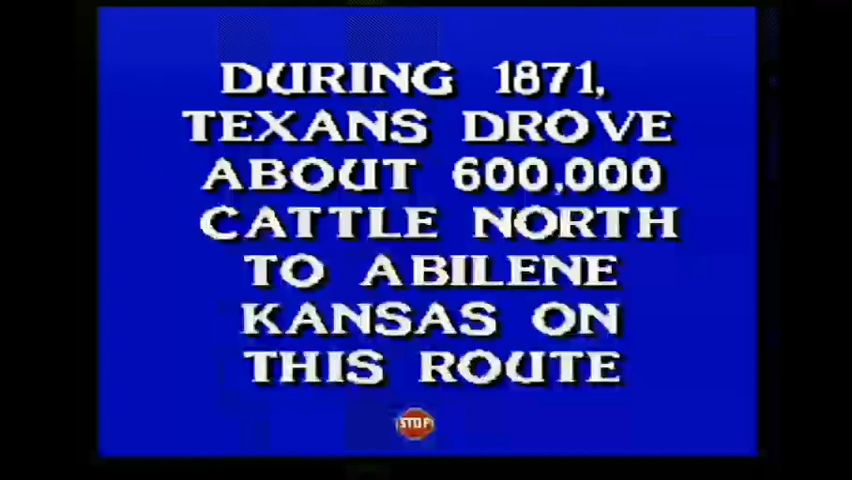 DURING 1871,
TEXANS DROVE
ABOUT 600,000
CATTLE NORTH
TO ABILENE
KANSAS ON
THIS ROUTE
STOP